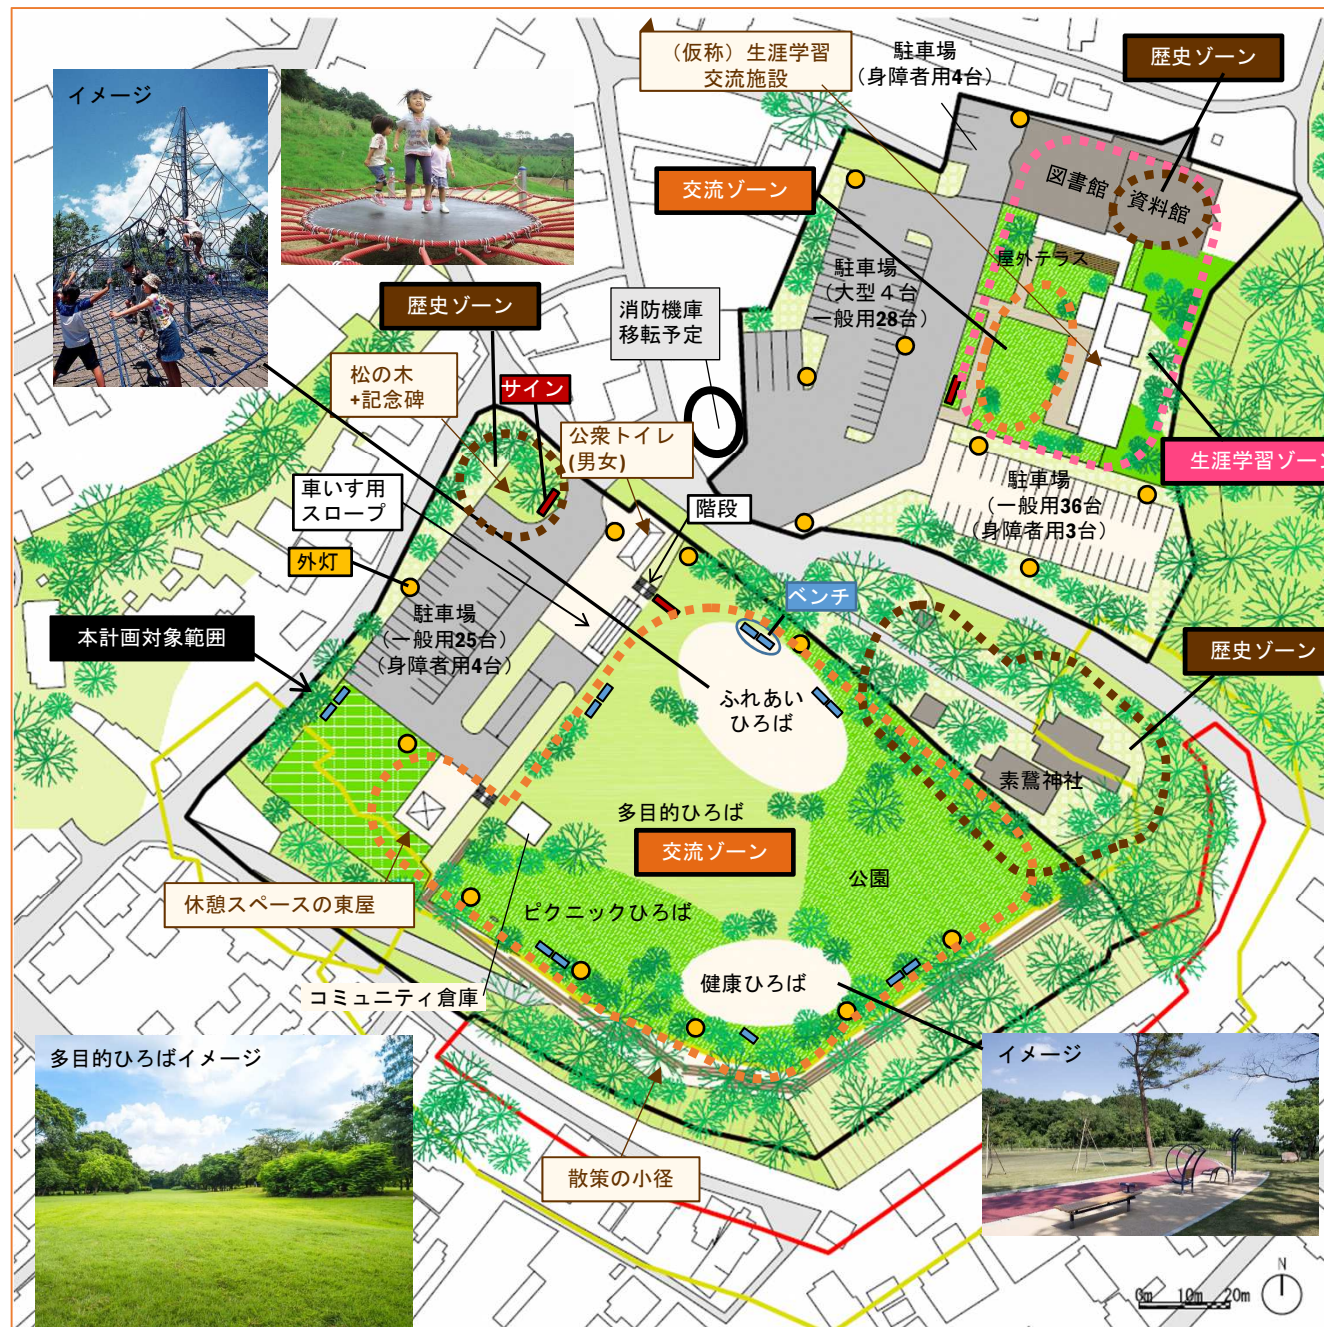 イメージ
（仮称）生涯学習
交流施設
駐車場
（身障者用4台）
歴史ゾーン
交流ゾーン
図書館
資料館
屋外テラス
駐車場
（大型４台
一般用28台）
歴史ゾーン
消防機庫
移転予定
松の木
+記念碑
サイン
公衆トイレ
(男女)
車いす用
スロープ
階段
生涯学習ゾーン
駐車場
（一般用36台
（身障者用3台）
外灯
ベンチ
駐車場
（一般用25台）
（身障者用4台）
本計画対象範囲
歴史ゾーン
ふれあい
ひろば
素鵞神社
多目的ひろば
交流ゾーン
公園
休憩スペースの東屋
ピクニックひろば
健康ひろば
コミュニティ倉庫
多目的ひろばイメージ
イメージ
散策の小径
N
0m 10m 20m